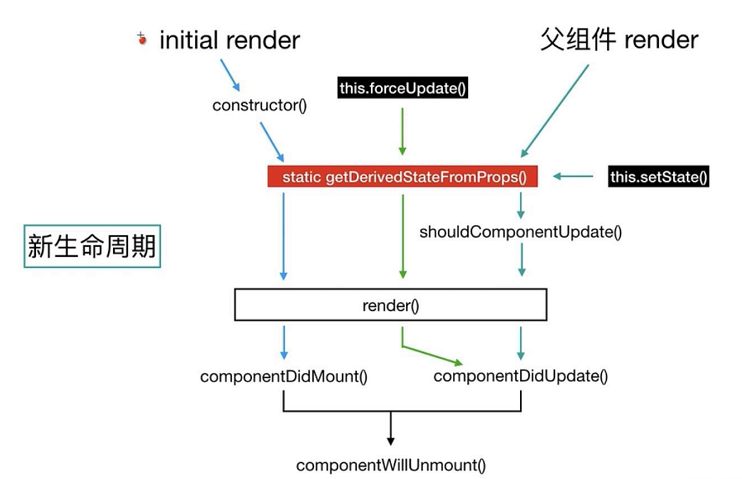 initial render
父组件 render
this.forceUpdate()
constructor()
static getDerivedStateFromProps()
this.setState()
shouldComponentUpdate()
新生命周期
render()
componentDidMount()
componentDidUpdate()
componentWillUnmount()